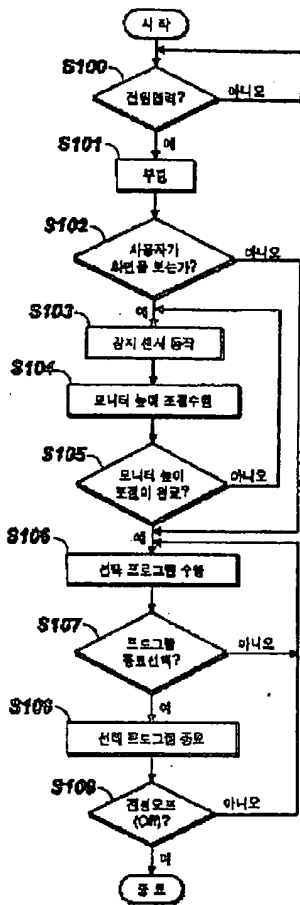 시 작
S100
전원입력?
아니오
예
S101
부팅
S102
사용자가
화면을 보는가?
아니오
예
S103
감지 센서 동작
S104
모니터 높이 조절수행
S105
모니터 높이
조절이 완료?
아니오
예
S106
선택 프로그램 수행
S107
프로그램
종료선택?
아니오
예
S108
선택 프로그램 종료
S109
전원오프
(Off)?
아니오
예
종 료